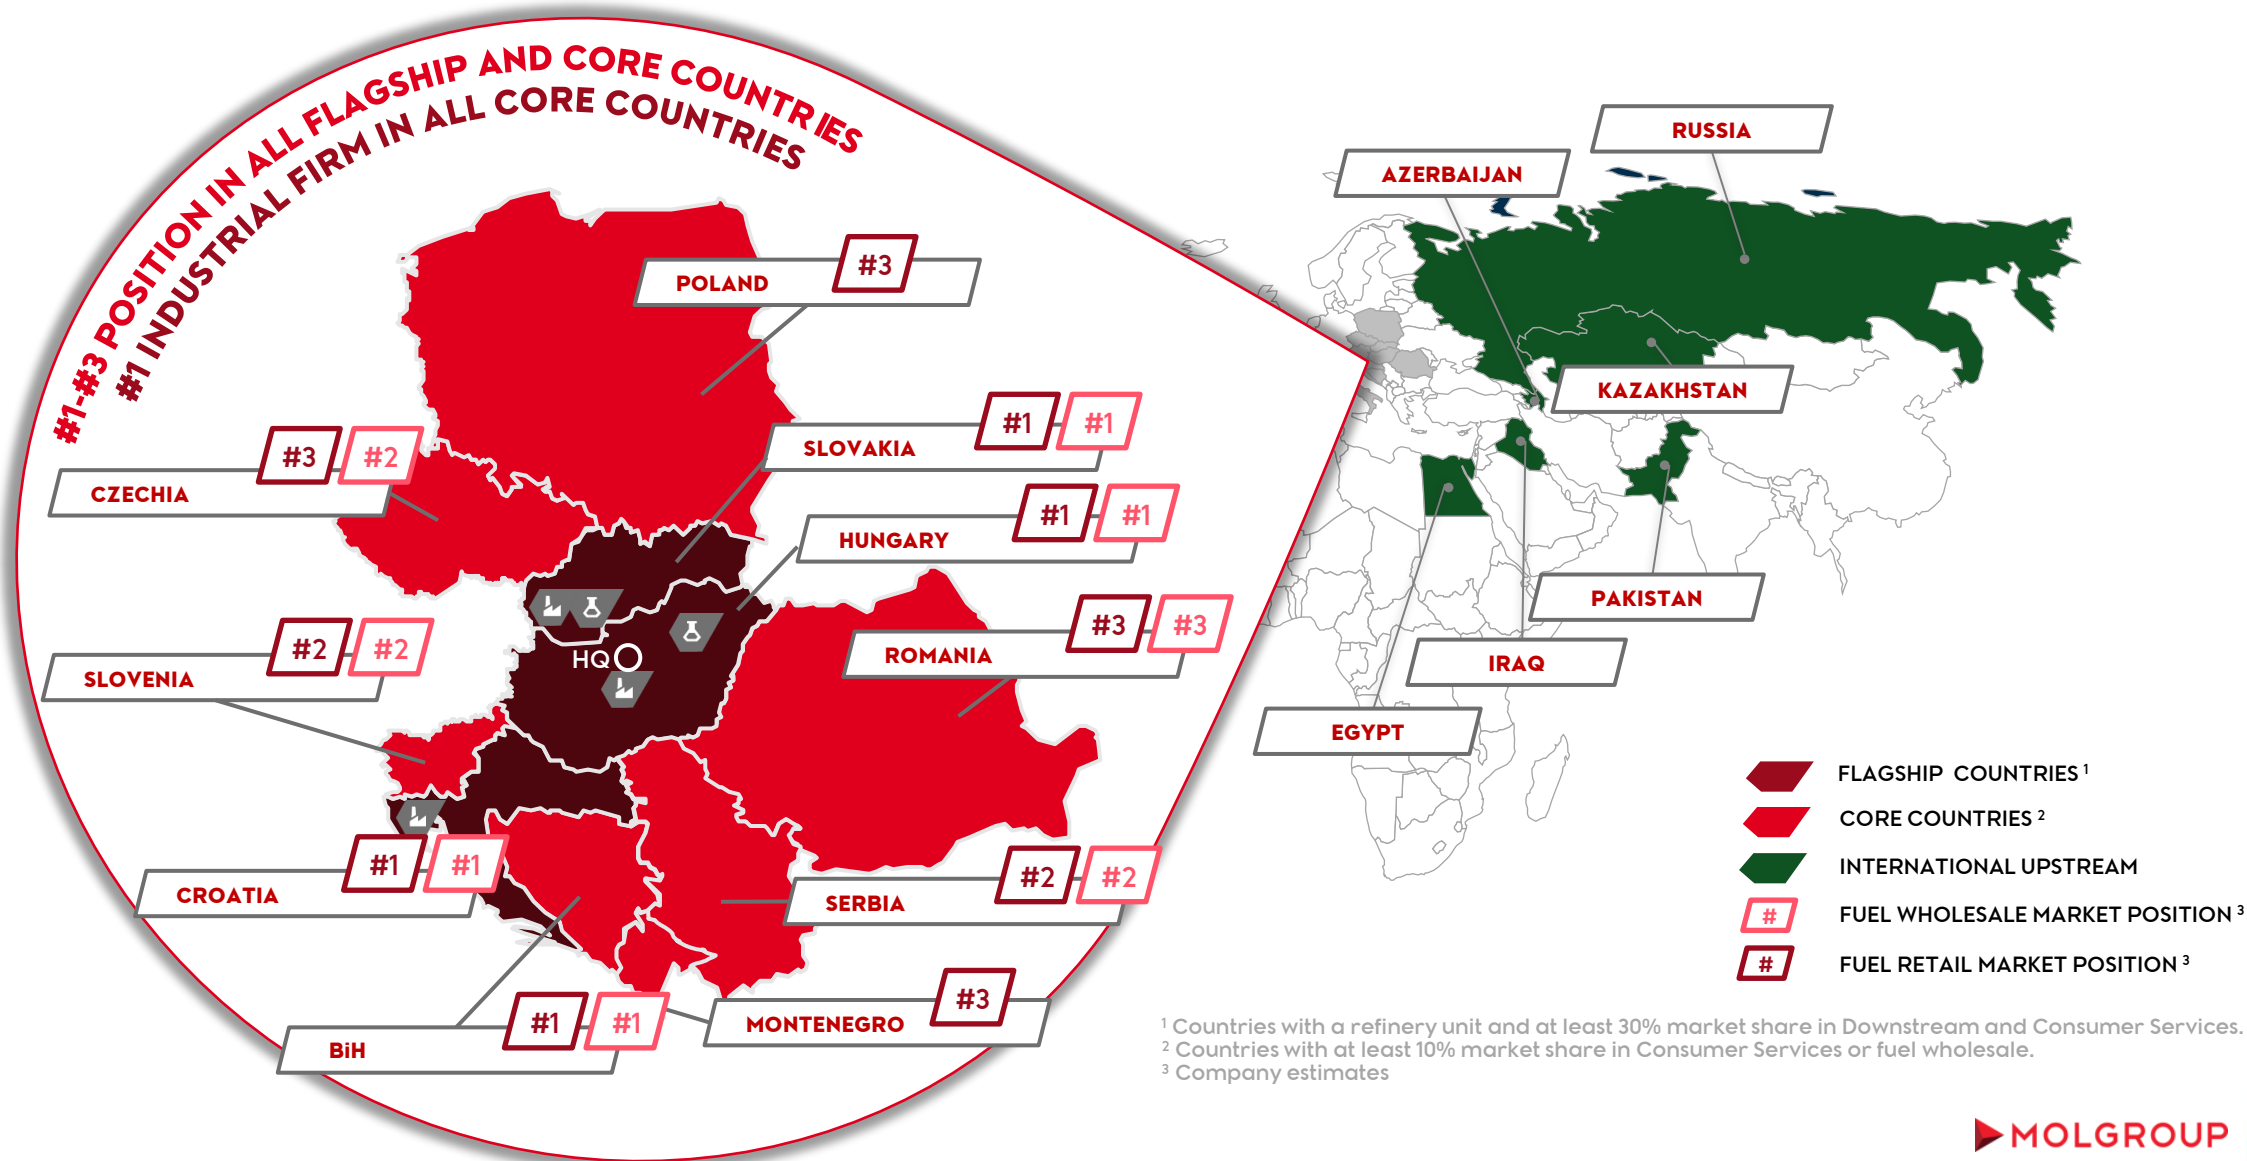 #1-#3 POSITION IN ALL FLAGSHIP AND CORE COUNTRIES
#1 INDUSTRIAL FIRM IN ALL CORE COUNTRIES
POLAND #3
SLOVAKIA #1 #1
CZECHIA #3 #2
HUNGARY #1 #1
ROMANIA #3 #3
SLOVENIA #2 #2
HQ
CROATIA #1 #1
SERBIA #2 #2
MONTENEGRO #3
BiH #1 #1
RUSSIA
AZERBAIJAN
KAZAKHSTAN
PAKISTAN
IRAQ
EGYPT
FLAGSHIP COUNTRIES 1
CORE COUNTRIES 2
INTERNATIONAL UPSTREAM
# FUEL WHOLESALE MARKET POSITION 3
# FUEL RETAIL MARKET POSITION 3
1 Countries with a refinery unit and at least 30% market share in Downstream and Consumer Services.
2 Countries with at least 10% market share in Consumer Services or fuel wholesale.
3 Company estimates
MOLGROUP